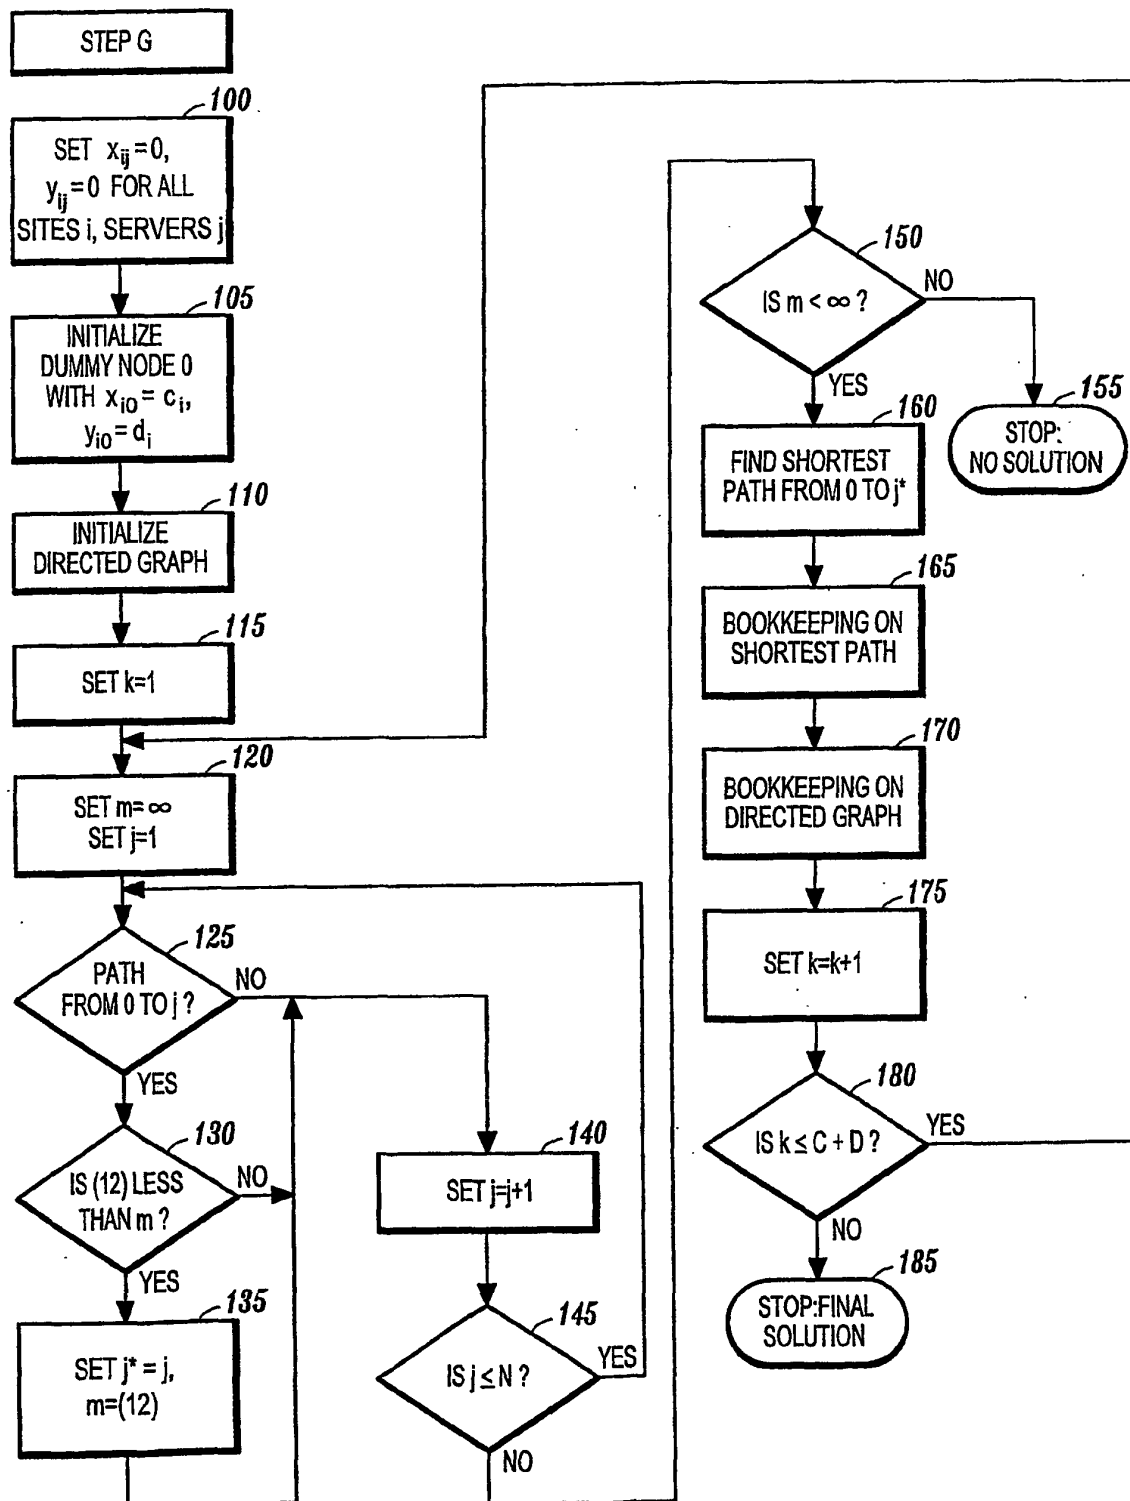 STEP G
100
SET x_ij=0,
y_ij=0 FOR ALL
SITES i, SERVERS j
105
INITIALIZE
DUMMY NODE 0
WITH x_i0 = c_i,
y_i0 = d_i
110
INITIALIZE
DIRECTED GRAPH
115
SET k=1
120
SET m= ∞
SET j=1
125
PATH
FROM 0 TO j ?
NO
YES
130
IS (12) LESS
THAN m ?
NO
YES
135
SET j* = j,
m=(12)
140
SET j=j+1
145
IS j ≤ N ?
YES
NO
150
IS m < ∞ ?
NO
YES
155
STOP:
NO SOLUTION
160
FIND SHORTEST
PATH FROM 0 TO j*
165
BOOKKEEPING ON
SHORTEST PATH
170
BOOKKEEPING ON
DIRECTED GRAPH
175
SET k=k+1
180
IS k ≤ C + D ?
YES
NO
185
STOP:FINAL
SOLUTION